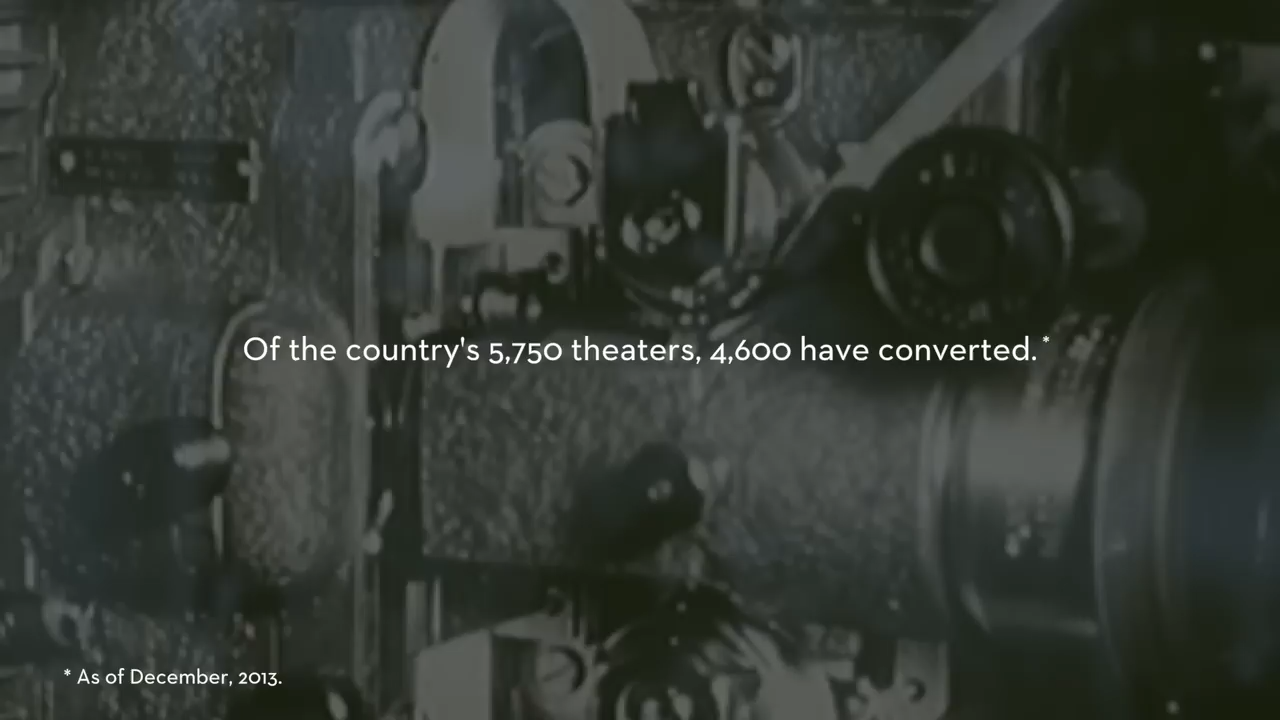 Of the country's 5,750 theaters, 4,600 have converted.*
* As of December, 2013.